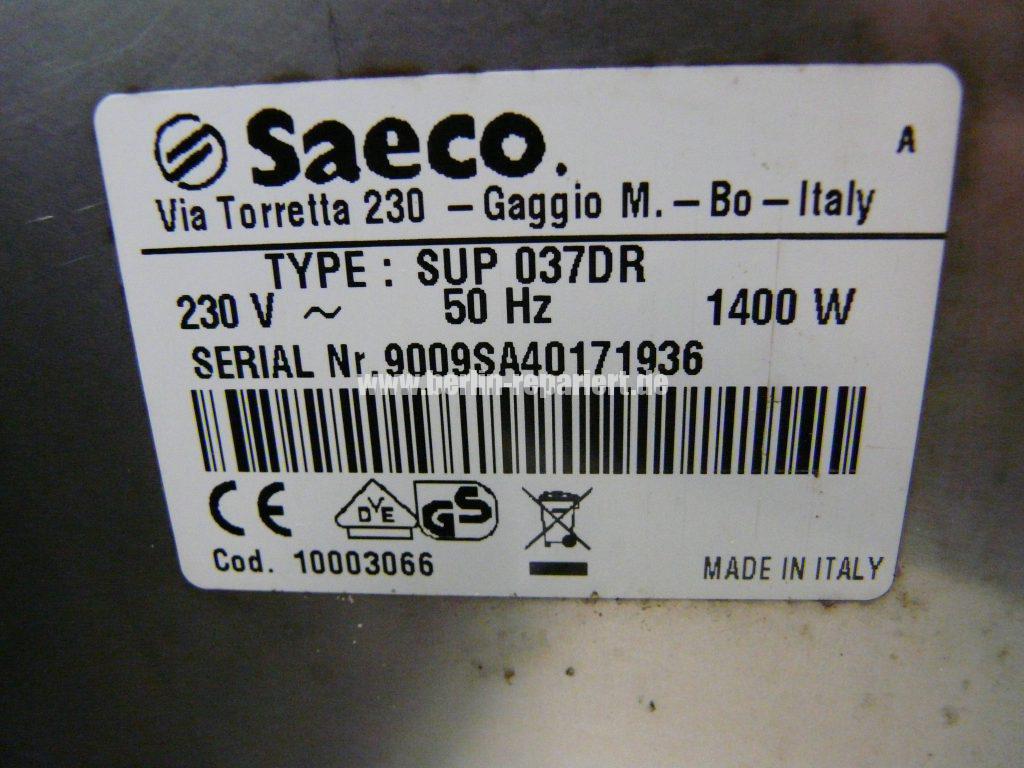 Saeco.
A
Via Torretta 230 – Gaggio M. – Bo – Italy
TYPE : SUP 037DR
230 V ~ 50 Hz 1400 W
SERIAL Nr 9009SA40171936
www.berlin-repariert.de
CE DVE GS
Cod. 10003066
MADE IN ITALY